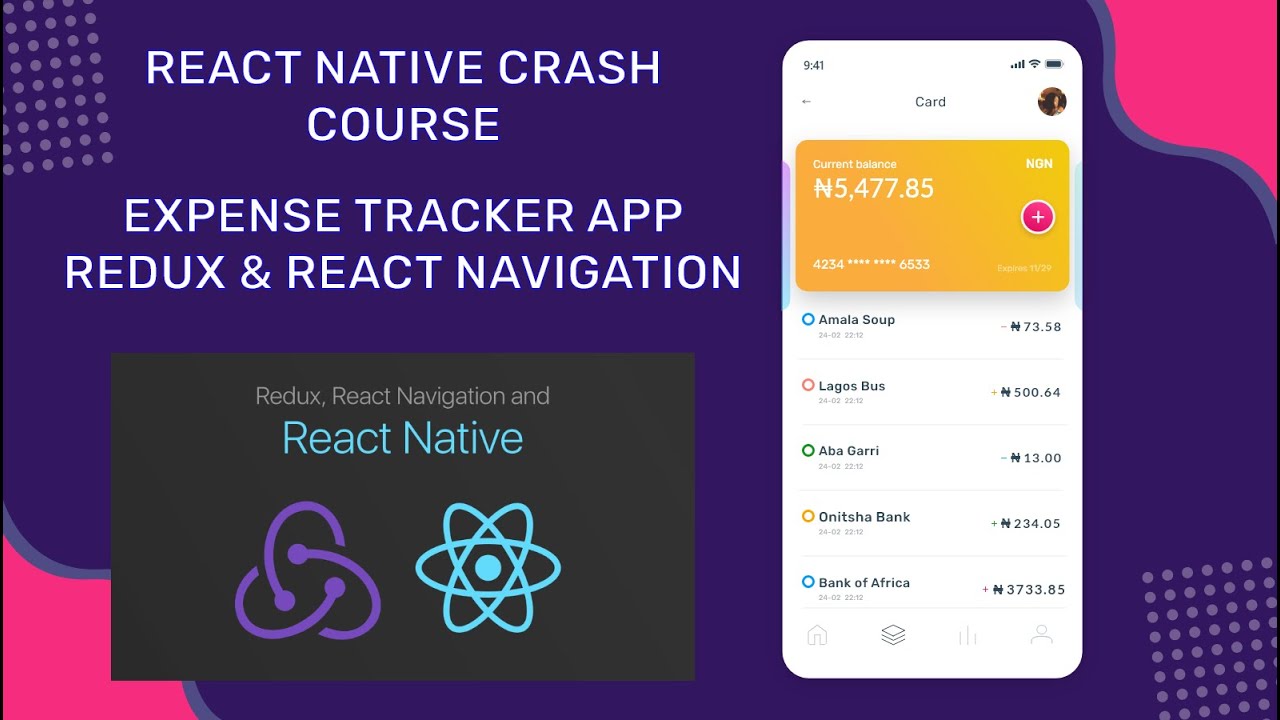 REACT NATIVE CRASH
COURSE
EXPENSE TRACKER APP
REDUX & REACT NAVIGATION
Redux, React Navigation and
React Native
9:41
← Card
Current balance NGN
₦5,477.85
+
4234 **** **** 6533 Expires 11/29
Amala Soup − ₦ 73.58
24-02 22:12
Lagos Bus + ₦ 500.64
24-02 22:12
Aba Garri − ₦ 13.00
24-02 22:12
Onitsha Bank + ₦ 234.05
24-02 22:12
Bank of Africa + ₦ 3733.85
24-02 22:12